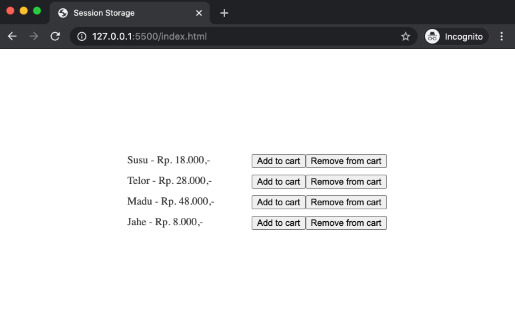 Session Storage
127.0.0.1:5500/index.html
Incognito
Susu - Rp. 18.000,- Add to cart Remove from cart
Telor - Rp. 28.000,- Add to cart Remove from cart
Madu - Rp. 48.000,- Add to cart Remove from cart
Jahe - Rp. 8.000,- Add to cart Remove from cart